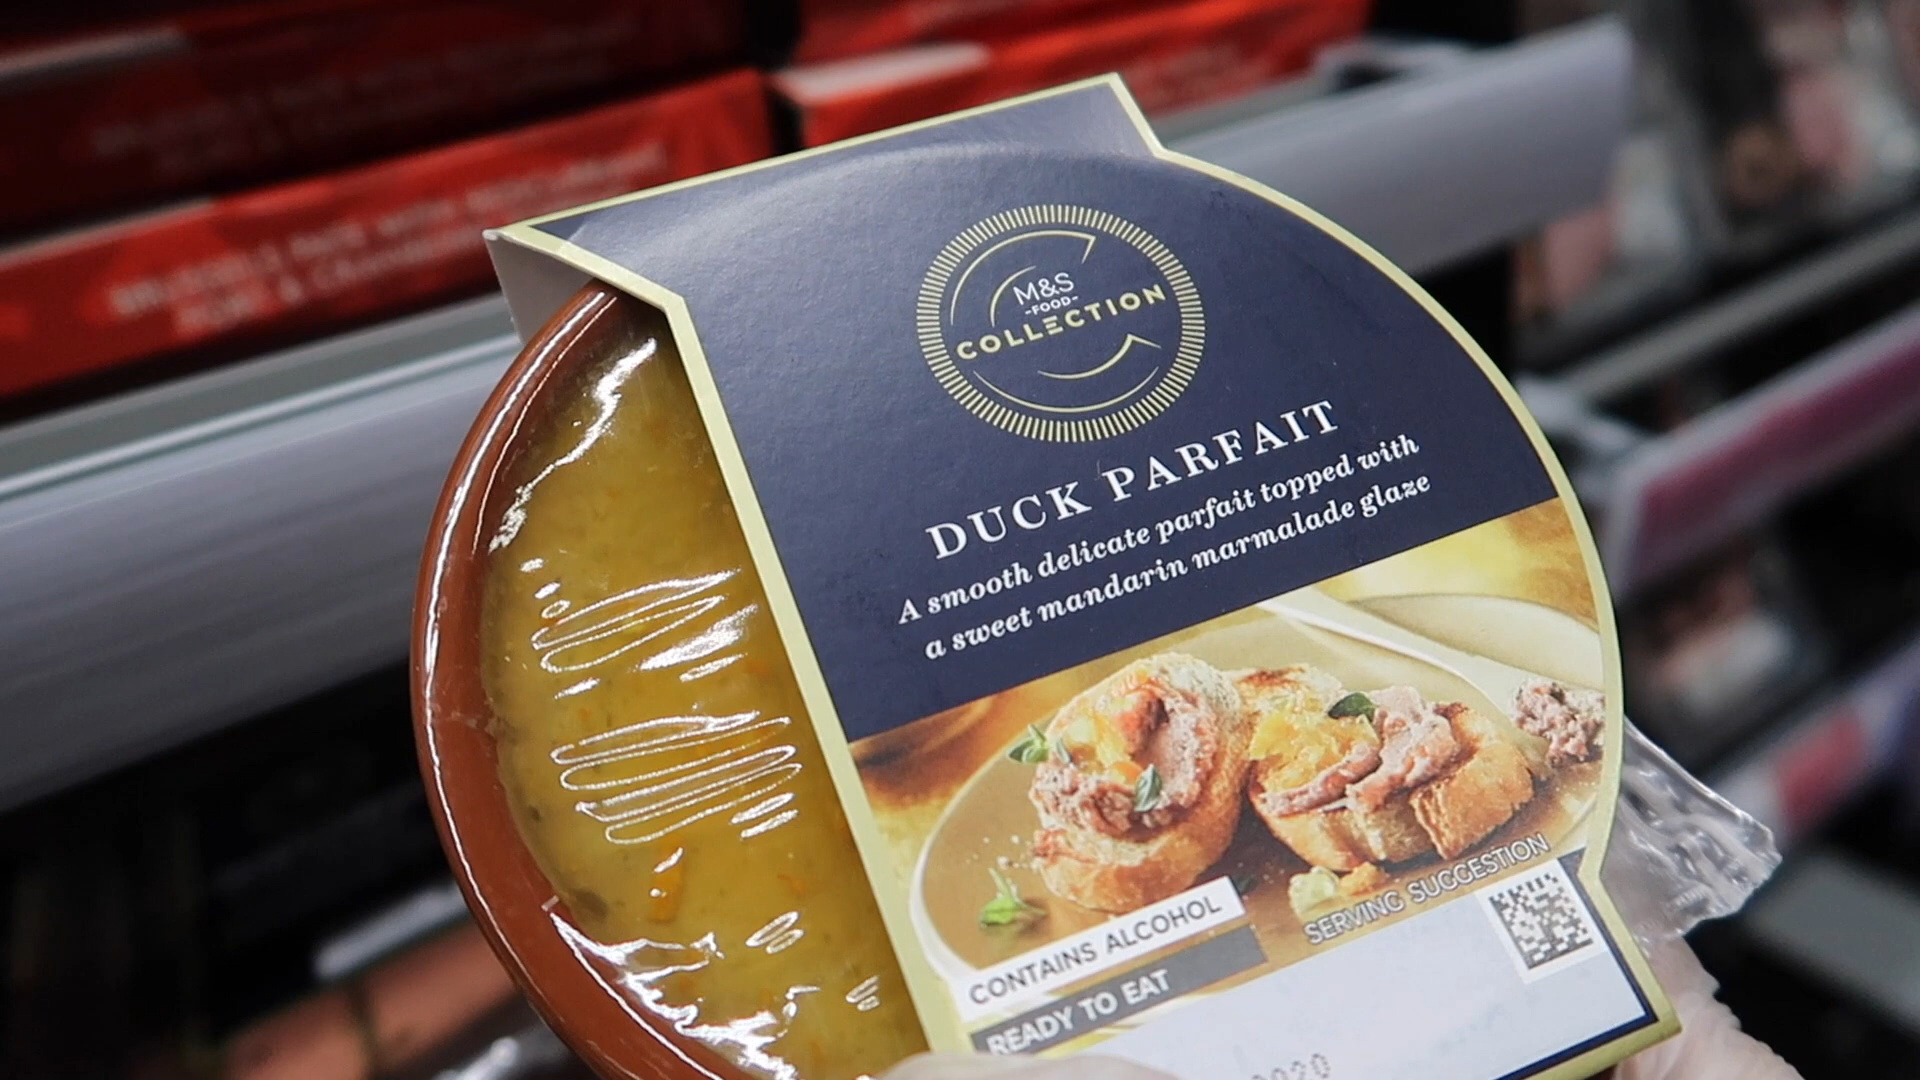 M&S
-FOOD-
COLLECTION
DUCK PARFAIT
A smooth delicate parfait topped with
a sweet mandarin marmalade glaze
SERVING SUGGESTION
CONTAINS ALCOHOL
READY TO EAT